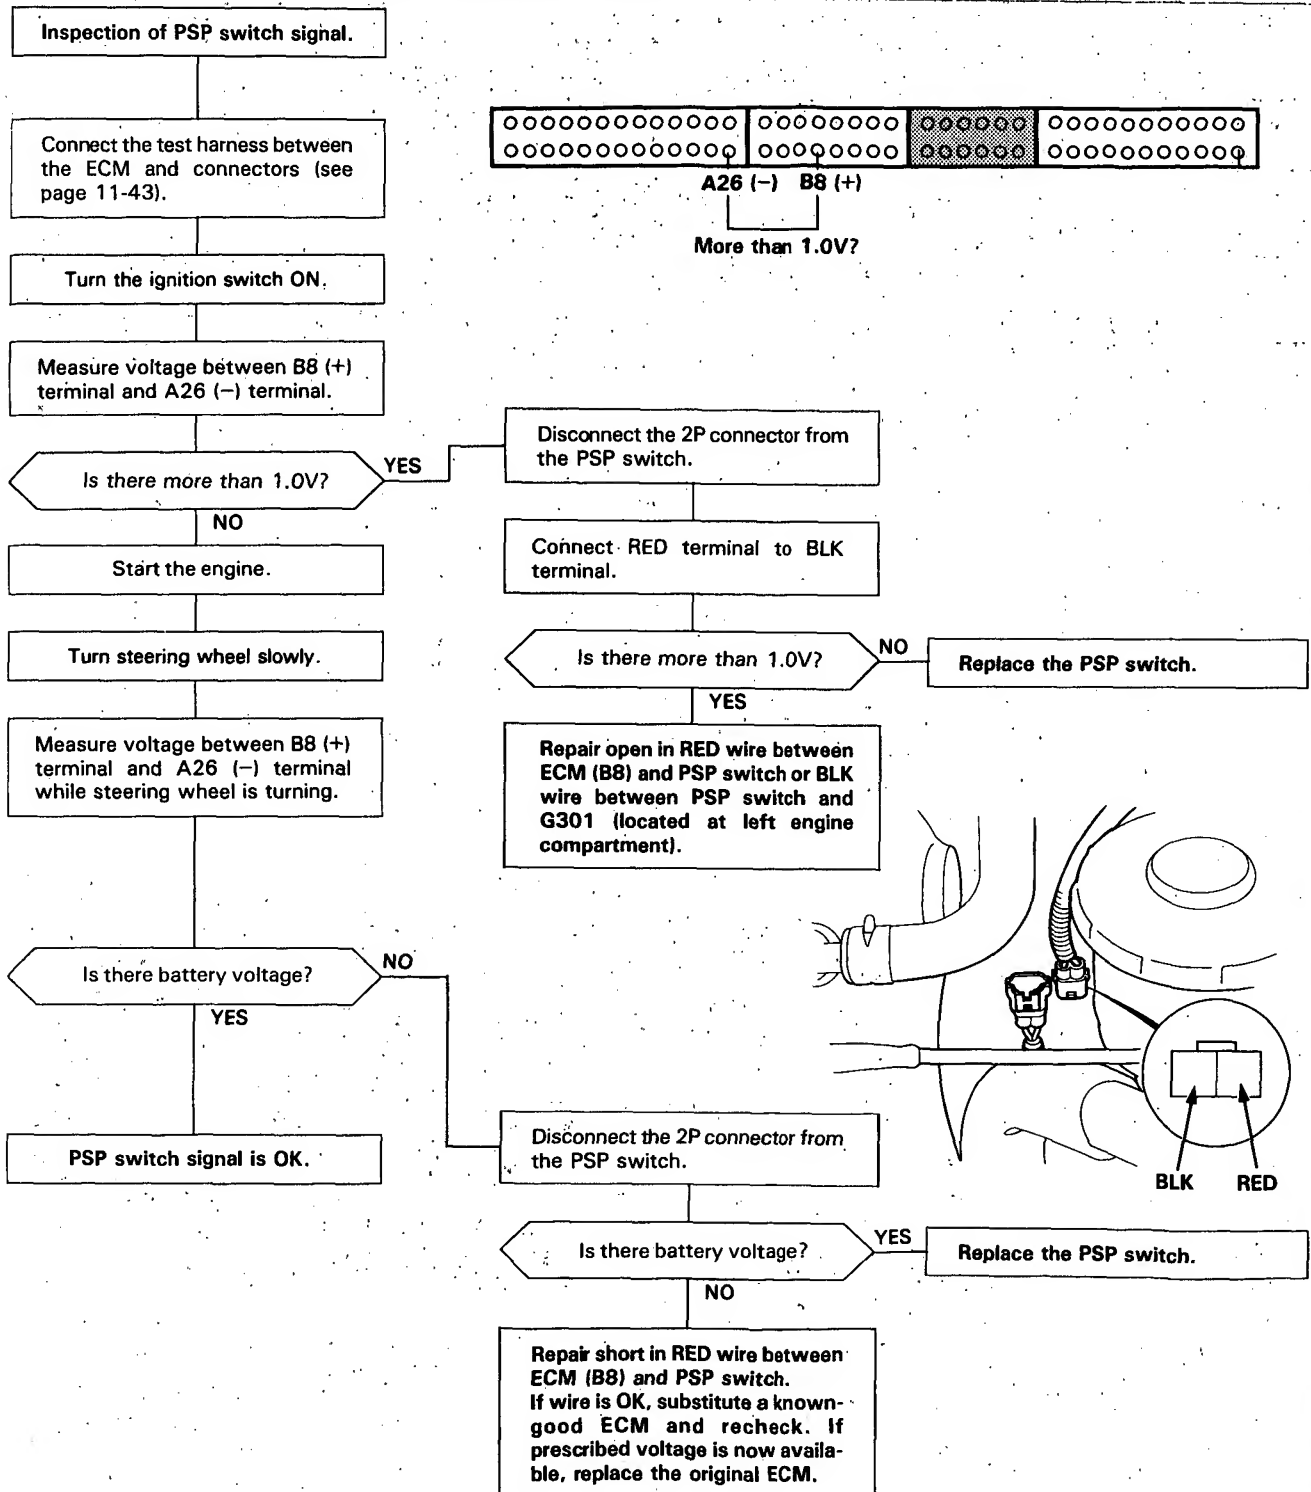 Inspection of PSP switch signal.
Connect the test harness between
the ECM and connectors (see
page 11-43).
Turn the ignition switch ON.
Measure voltage between B8 (+)
terminal and A26 (–) terminal.
Is there more than 1.0V?
YES
NO
Start the engine.
Turn steering wheel slowly.
Measure voltage between B8 (+)
terminal and A26 (–) terminal
while steering wheel is turning.
Is there battery voltage?
NO
YES
PSP switch signal is OK.
A26 (–) B8 (+)
More than 1.0V?
Disconnect the 2P connector from
the PSP switch.
Connect RED terminal to BLK
terminal.
Is there more than 1.0V?
NO
Replace the PSP switch.
YES
Repair open in RED wire between
ECM (B8) and PSP switch or BLK
wire between PSP switch and
G301 (located at left engine
compartment).
BLK RED
Disconnect the 2P connector from
the PSP switch.
Is there battery voltage?
YES
Replace the PSP switch.
NO
Repair short in RED wire between
ECM (B8) and PSP switch.
If wire is OK, substitute a known-
good ECM and recheck. If
prescribed voltage is now availa-
ble, replace the original ECM.